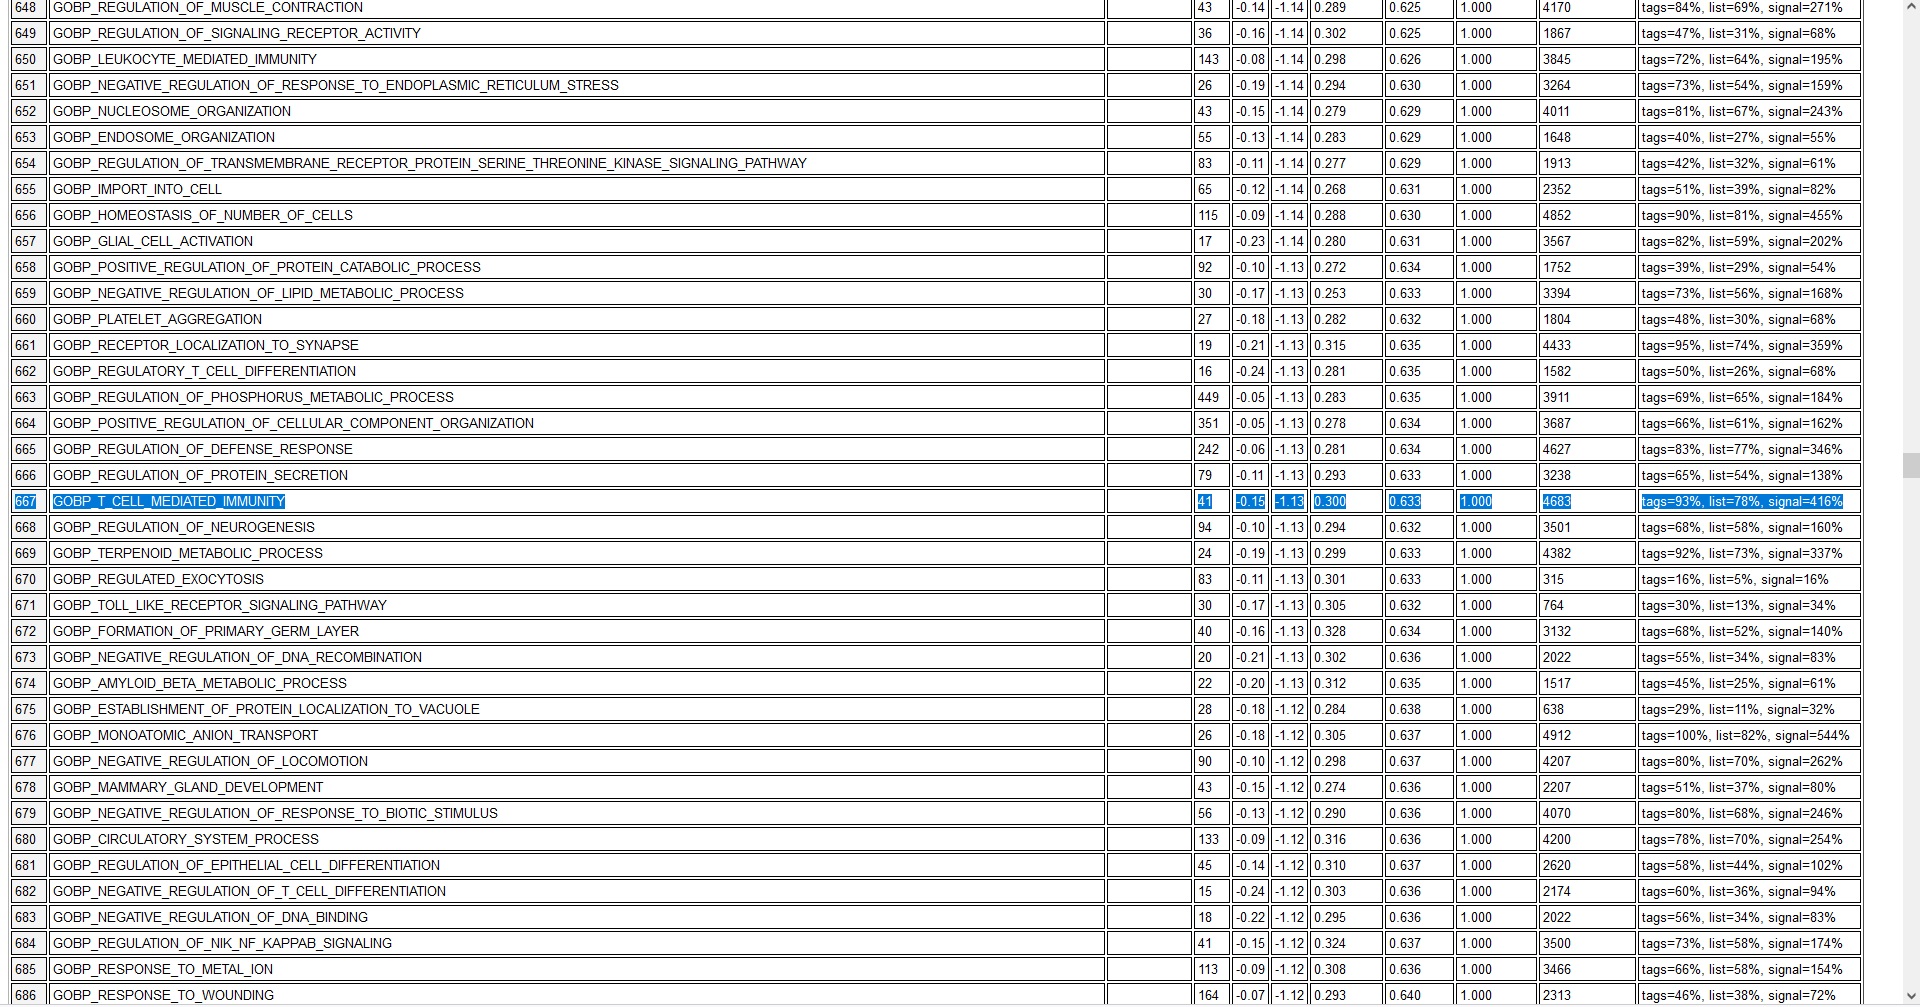 648 GOBP_REGULATION_OF_MUSCLE_CONTRACTION 43 -0.14 -1.14 0.289 0.625 1.000 4170 tags=84%, list=69%, signal=271%
649 GOBP_REGULATION_OF_SIGNALING_RECEPTOR_ACTIVITY 36 -0.16 -1.14 0.302 0.625 1.000 1867 tags=47%, list=31%, signal=68%
650 GOBP_LEUKOCYTE_MEDIATED_IMMUNITY 143 -0.08 -1.14 0.298 0.626 1.000 3845 tags=72%, list=64%, signal=195%
651 GOBP_NEGATIVE_REGULATION_OF_RESPONSE_TO_ENDOPLASMIC_RETICULUM_STRESS 26 -0.19 -1.14 0.294 0.630 1.000 3264 tags=73%, list=54%, signal=159%
652 GOBP_NUCLEOSOME_ORGANIZATION 43 -0.15 -1.14 0.279 0.629 1.000 4011 tags=81%, list=67%, signal=243%
653 GOBP_ENDOSOME_ORGANIZATION 55 -0.13 -1.14 0.283 0.629 1.000 1648 tags=40%, list=27%, signal=55%
654 GOBP_REGULATION_OF_TRANSMEMBRANE_RECEPTOR_PROTEIN_SERINE_THREONINE_KINASE_SIGNALING_PATHWAY 83 -0.11 -1.14 0.277 0.629 1.000 1913 tags=42%, list=32%, signal=61%
655 GOBP_IMPORT_INTO_CELL 65 -0.12 -1.14 0.268 0.631 1.000 2352 tags=51%, list=39%, signal=82%
656 GOBP_HOMEOSTASIS_OF_NUMBER_OF_CELLS 115 -0.09 -1.14 0.288 0.630 1.000 4852 tags=90%, list=81%, signal=455%
657 GOBP_GLIAL_CELL_ACTIVATION 17 -0.23 -1.14 0.280 0.631 1.000 3567 tags=82%, list=59%, signal=202%
658 GOBP_POSITIVE_REGULATION_OF_PROTEIN_CATABOLIC_PROCESS 92 -0.10 -1.13 0.272 0.634 1.000 1752 tags=39%, list=29%, signal=54%
659 GOBP_NEGATIVE_REGULATION_OF_LIPID_METABOLIC_PROCESS 30 -0.17 -1.13 0.253 0.633 1.000 3394 tags=73%, list=56%, signal=168%
660 GOBP_PLATELET_AGGREGATION 27 -0.18 -1.13 0.282 0.632 1.000 1804 tags=48%, list=30%, signal=68%
661 GOBP_RECEPTOR_LOCALIZATION_TO_SYNAPSE 19 -0.21 -1.13 0.315 0.635 1.000 4433 tags=95%, list=74%, signal=359%
662 GOBP_REGULATORY_T_CELL_DIFFERENTIATION 16 -0.24 -1.13 0.281 0.635 1.000 1582 tags=50%, list=26%, signal=68%
663 GOBP_REGULATION_OF_PHOSPHORUS_METABOLIC_PROCESS 449 -0.05 -1.13 0.283 0.635 1.000 3911 tags=69%, list=65%, signal=184%
664 GOBP_POSITIVE_REGULATION_OF_CELLULAR_COMPONENT_ORGANIZATION 351 -0.05 -1.13 0.278 0.634 1.000 3687 tags=66%, list=61%, signal=162%
665 GOBP_REGULATION_OF_DEFENSE_RESPONSE 242 -0.06 -1.13 0.281 0.634 1.000 4627 tags=83%, list=77%, signal=346%
666 GOBP_REGULATION_OF_PROTEIN_SECRETION 79 -0.11 -1.13 0.293 0.633 1.000 3238 tags=65%, list=54%, signal=138%
667 GOBP_T_CELL_MEDIATED_IMMUNITY 41 -0.15 -1.13 0.300 0.633 1.000 4683 tags=93%, list=78%, signal=416%
668 GOBP_REGULATION_OF_NEUROGENESIS 94 -0.10 -1.13 0.294 0.632 1.000 3501 tags=68%, list=58%, signal=160%
669 GOBP_TERPENOID_METABOLIC_PROCESS 24 -0.19 -1.13 0.299 0.633 1.000 4382 tags=92%, list=73%, signal=337%
670 GOBP_REGULATED_EXOCYTOSIS 83 -0.11 -1.13 0.301 0.633 1.000 315 tags=16%, list=5%, signal=16%
671 GOBP_TOLL_LIKE_RECEPTOR_SIGNALING_PATHWAY 30 -0.17 -1.13 0.305 0.632 1.000 764 tags=30%, list=13%, signal=34%
672 GOBP_FORMATION_OF_PRIMARY_GERM_LAYER 40 -0.16 -1.13 0.328 0.634 1.000 3132 tags=68%, list=52%, signal=140%
673 GOBP_NEGATIVE_REGULATION_OF_DNA_RECOMBINATION 20 -0.21 -1.13 0.302 0.636 1.000 2022 tags=55%, list=34%, signal=83%
674 GOBP_AMYLOID_BETA_METABOLIC_PROCESS 22 -0.20 -1.13 0.312 0.635 1.000 1517 tags=45%, list=25%, signal=61%
675 GOBP_ESTABLISHMENT_OF_PROTEIN_LOCALIZATION_TO_VACUOLE 28 -0.18 -1.12 0.284 0.638 1.000 638 tags=29%, list=11%, signal=32%
676 GOBP_MONOATOMIC_ANION_TRANSPORT 26 -0.18 -1.12 0.305 0.637 1.000 4912 tags=100%, list=82%, signal=544%
677 GOBP_NEGATIVE_REGULATION_OF_LOCOMOTION 90 -0.10 -1.12 0.298 0.637 1.000 4207 tags=80%, list=70%, signal=262%
678 GOBP_MAMMARY_GLAND_DEVELOPMENT 43 -0.15 -1.12 0.274 0.636 1.000 2207 tags=51%, list=37%, signal=80%
679 GOBP_NEGATIVE_REGULATION_OF_RESPONSE_TO_BIOTIC_STIMULUS 56 -0.13 -1.12 0.290 0.636 1.000 4070 tags=80%, list=68%, signal=246%
680 GOBP_CIRCULATORY_SYSTEM_PROCESS 133 -0.09 -1.12 0.316 0.636 1.000 4200 tags=78%, list=70%, signal=254%
681 GOBP_REGULATION_OF_EPITHELIAL_CELL_DIFFERENTIATION 45 -0.14 -1.12 0.310 0.637 1.000 2620 tags=58%, list=44%, signal=102%
682 GOBP_NEGATIVE_REGULATION_OF_T_CELL_DIFFERENTIATION 15 -0.24 -1.12 0.303 0.636 1.000 2174 tags=60%, list=36%, signal=94%
683 GOBP_NEGATIVE_REGULATION_OF_DNA_BINDING 18 -0.22 -1.12 0.295 0.636 1.000 2022 tags=56%, list=34%, signal=83%
684 GOBP_REGULATION_OF_NIK_NF_KAPPAB_SIGNALING 41 -0.15 -1.12 0.324 0.637 1.000 3500 tags=73%, list=58%, signal=174%
685 GOBP_RESPONSE_TO_METAL_ION 113 -0.09 -1.12 0.308 0.636 1.000 3466 tags=66%, list=58%, signal=154%
686 GOBP_RESPONSE_TO_WOUNDING 164 -0.07 -1.12 0.293 0.640 1.000 2313 tags=46%, list=38%, signal=72%